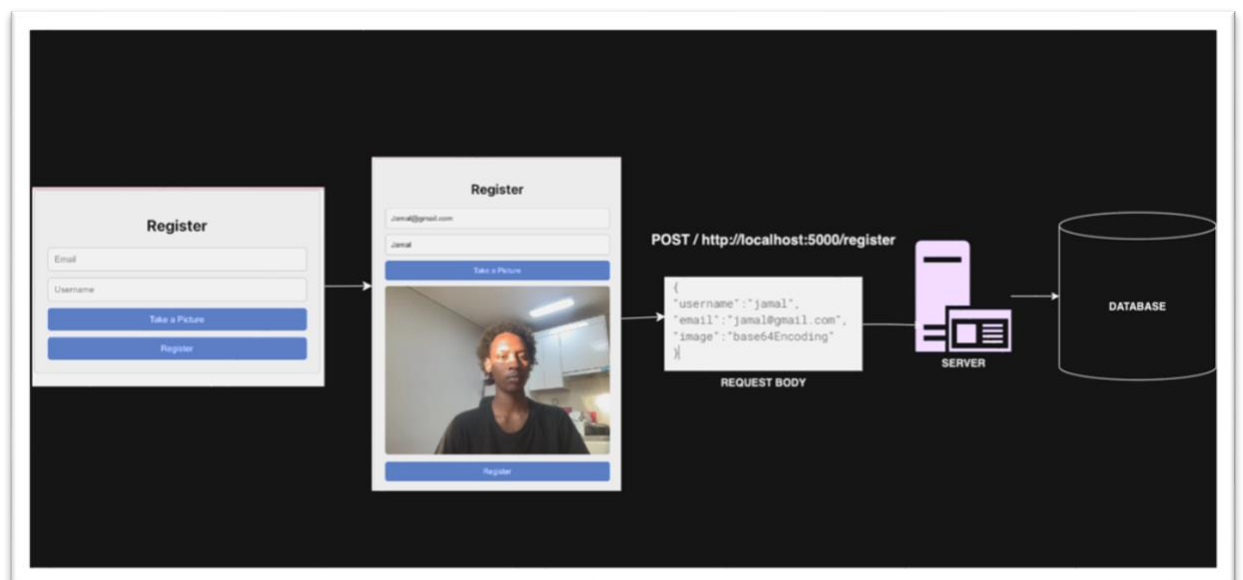 Register
Email
Username
Take a Picture
Register
Register
Jamal@gmail.com
Jamal
Take a Picture
Register
POST / http://localhost:5000/register
{
"username":"jamal",
"email":"jamal@gmail.com",
"image":"base64Encoding"
}
REQUEST BODY
SERVER
DATABASE